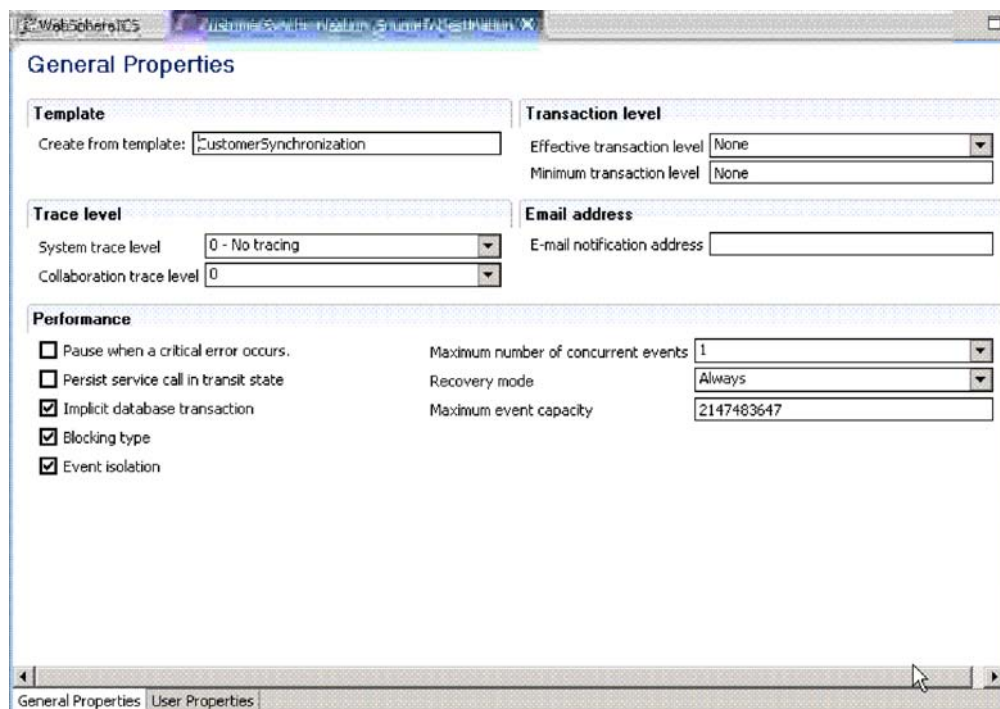 WebSphereICS
CustomerSynchronization_SourceToDestination
General Properties
Template
Create from template: CustomerSynchronization
Transaction level
Effective transaction level None
Minimum transaction level None
Trace level
System trace level 0 - No tracing
Collaboration trace level 0
Email address
E-mail notification address
Performance
Pause when a critical error occurs.
Persist service call in transit state
Implicit database transaction
Blocking type
Event isolation
Maximum number of concurrent events 1
Recovery mode Always
Maximum event capacity 2147483647
General Properties User Properties